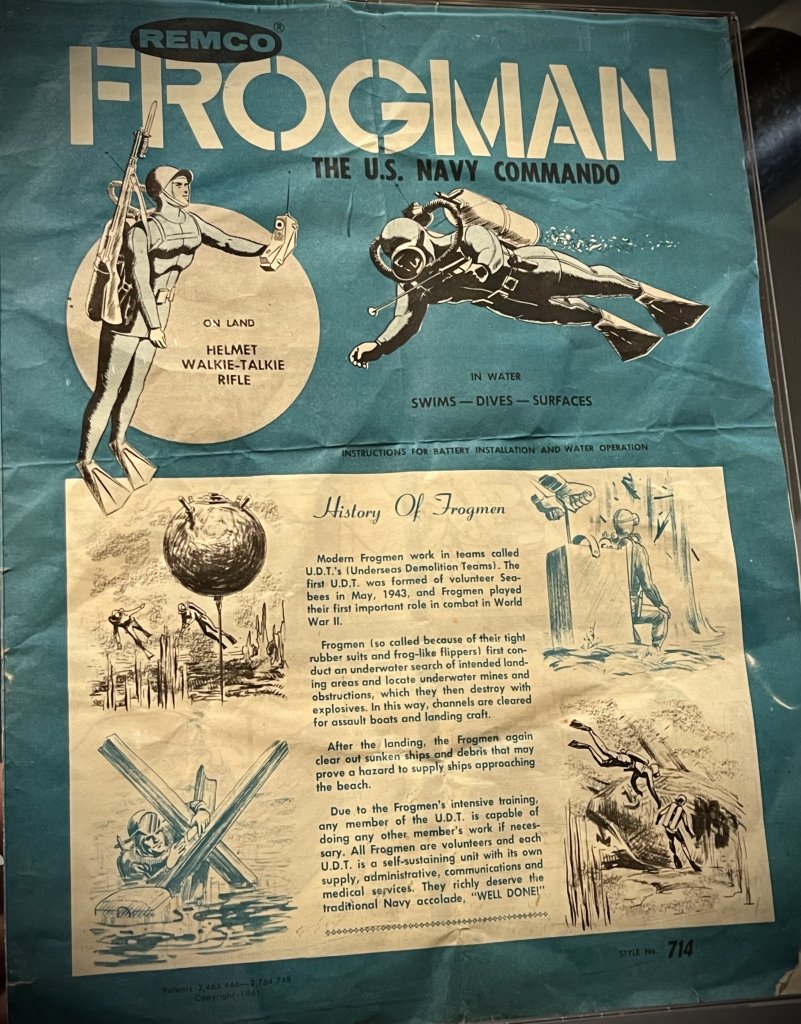 REMCO®
FROGMAN
THE U.S. NAVY COMMANDO
ON LAND
HELMET
WALKIE-TALKIE
RIFLE
IN WATER
SWIMS — DIVES — SURFACES
INSTRUCTIONS FOR BATTERY INSTALLATION AND WATER OPERATION
History Of Frogmen
Modern Frogmen work in teams called
U.D.T.'s (Underseas Demolition Teams). The
first U.D.T. was formed of volunteer Sea-
bees in May, 1943, and Frogmen played
their first important role in combat in World
War II.
Frogmen (so called because of their tight
rubber suits and frog-like flippers) first con-
duct an underwater search of intended land-
ing areas and locate underwater mines and
obstructions, which they then destroy with
explosives. In this way, channels are cleared
for assault boats and landing craft.
After the landing, the Frogmen again
clear out sunken ships and debris that may
prove a hazard to supply ships approaching
the beach.
Due to the Frogmen's intensive training,
any member of the U.D.T. is capable of
doing any other member's work if neces-
sary. All Frogmen are volunteers and each
U.D.T. is a self-sustaining unit with its own
supply, administrative, communications and
medical services. They richly deserve the
traditional Navy accolade, "WELL DONE!"
STYLE No. 714
Patents 2,465,446—2,764,748
Copyright 1961